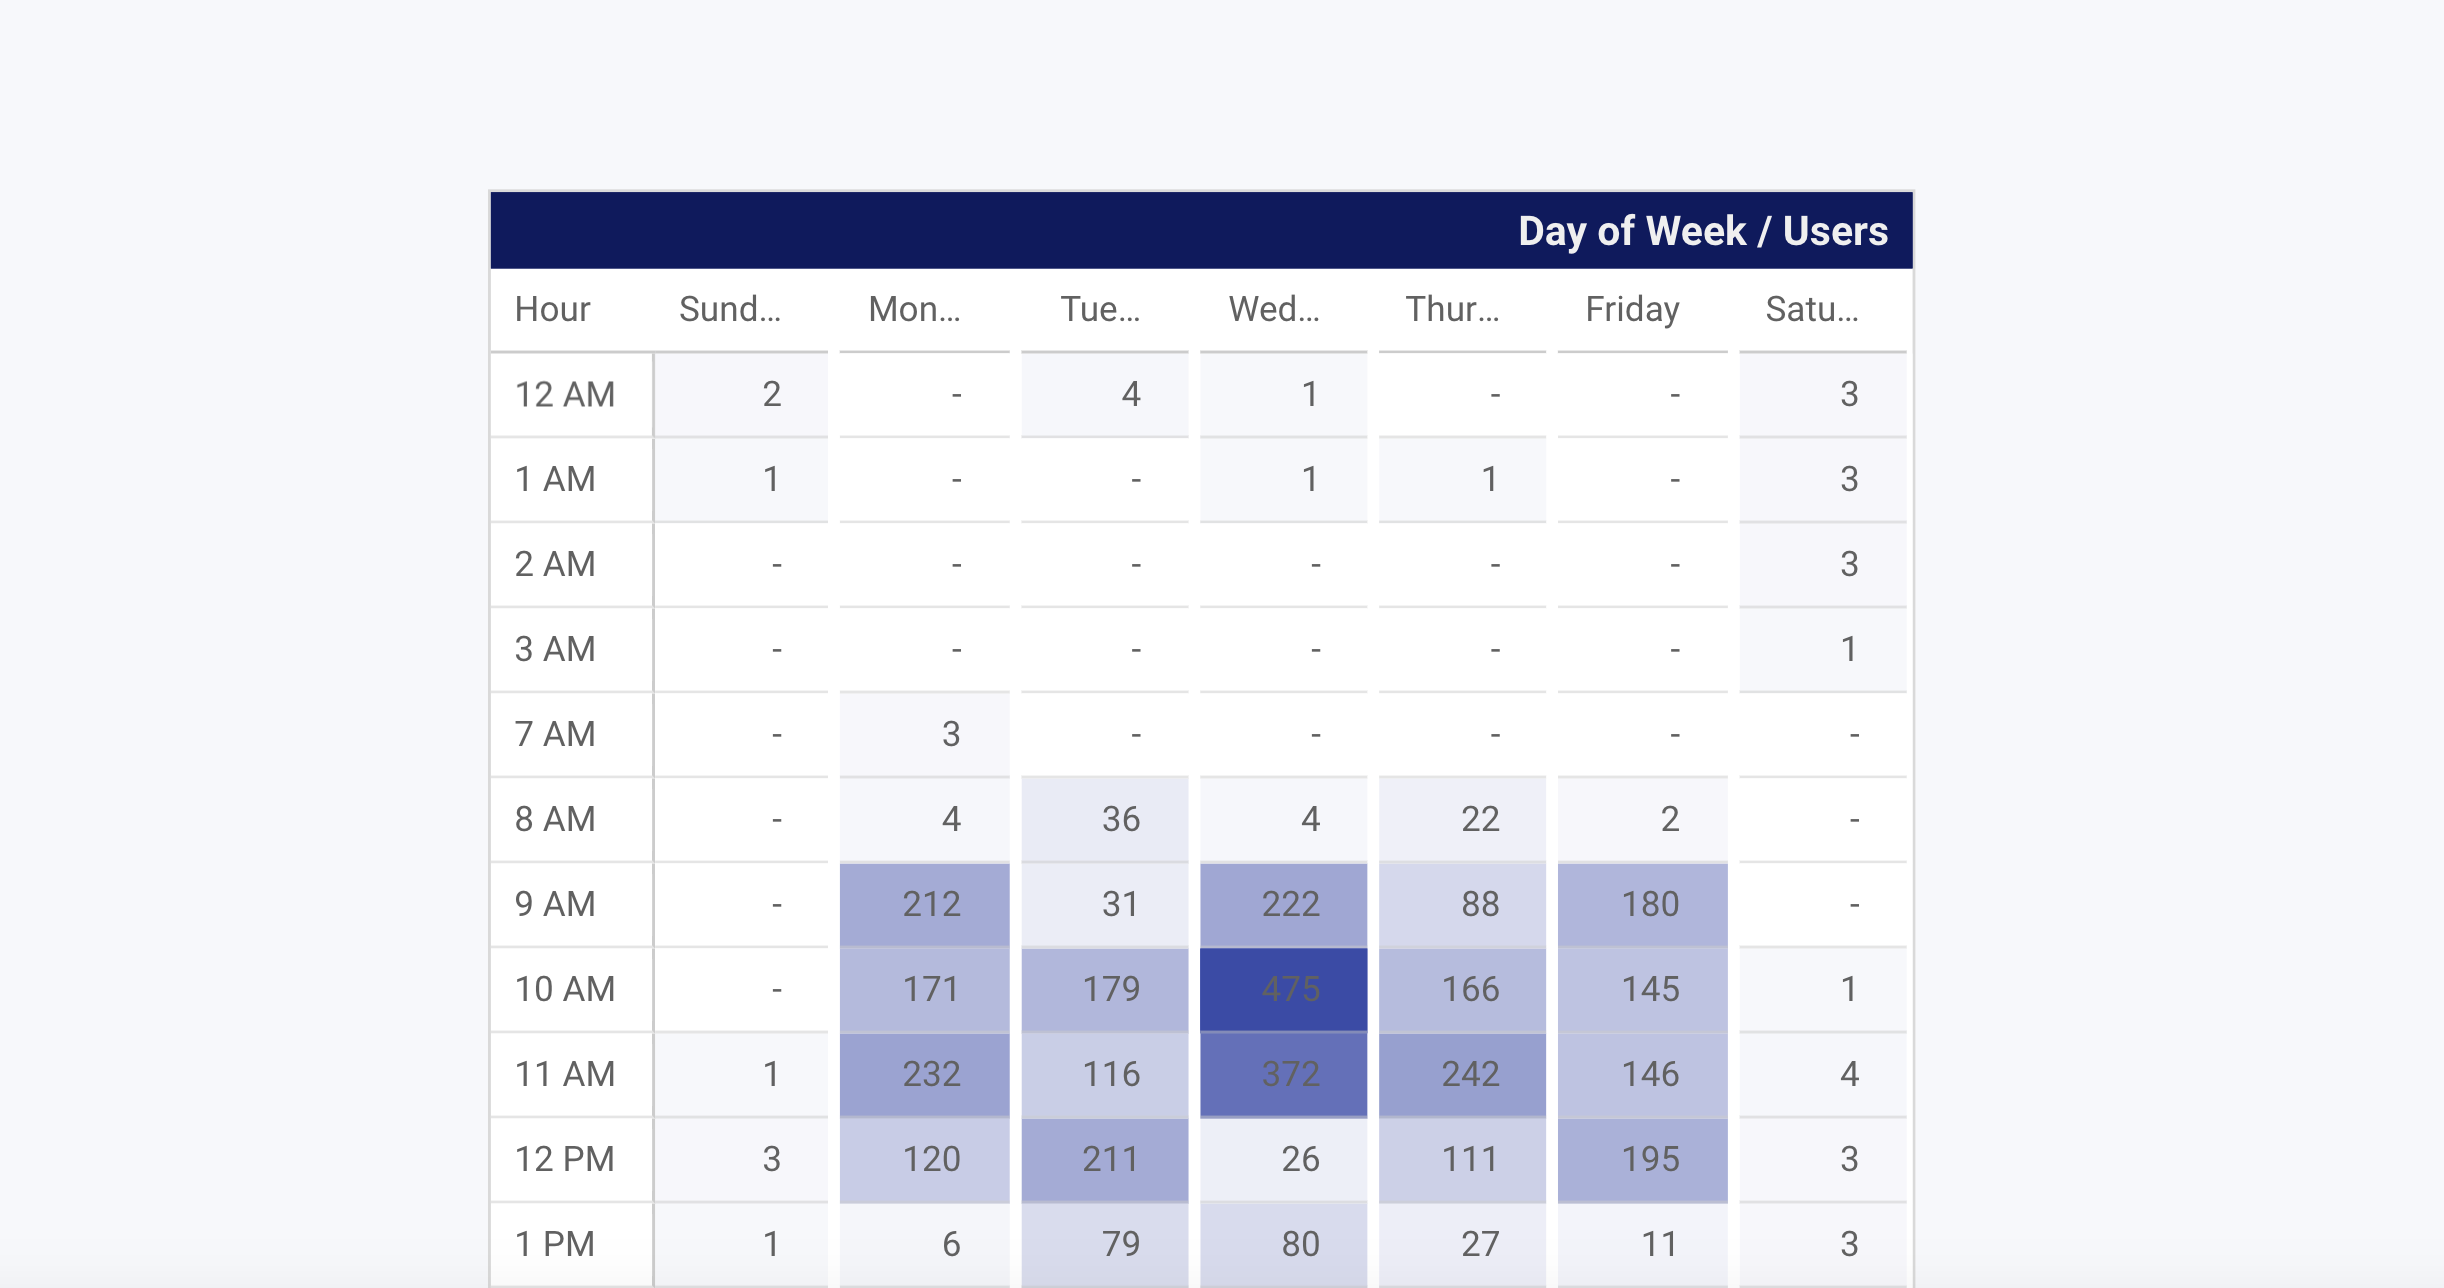 Day of Week / Users
Hour Sund... Mon... Tue... Wed... Thur... Friday Satu...
12 AM 2 - 4 1 - - 3
1 AM 1 - - 1 1 - 3
2 AM - - - - - - 3
3 AM - - - - - - 1
7 AM - 3 - - - - -
8 AM - 4 36 4 22 2 -
9 AM - 212 31 222 88 180 -
10 AM - 171 179 475 166 145 1
11 AM 1 232 116 372 242 146 4
12 PM 3 120 211 26 111 195 3
1 PM 1 6 79 80 27 11 3